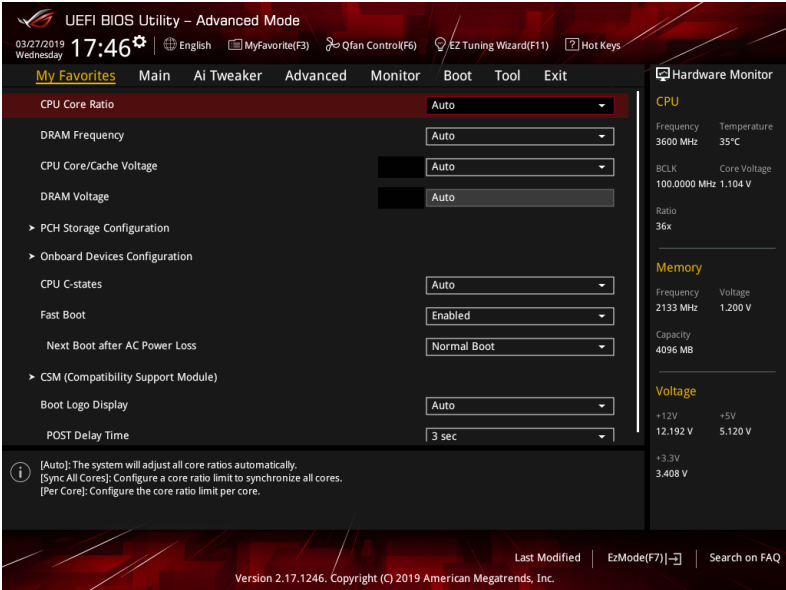 UEFI BIOS Utility – Advanced Mode
03/27/2019 Wednesday 17:46 English MyFavorite(F3) Qfan Control(F6) EZ Tuning Wizard(F11) ? Hot Keys
My Favorites Main Ai Tweaker Advanced Monitor Boot Tool Exit
CPU Core Ratio Auto
DRAM Frequency Auto
CPU Core/Cache Voltage Auto
DRAM Voltage Auto
PCH Storage Configuration
Onboard Devices Configuration
CPU C-states Auto
Fast Boot Enabled
Next Boot after AC Power Loss Normal Boot
CSM (Compatibility Support Module)
Boot Logo Display Auto
POST Delay Time 3 sec
[Auto]: The system will adjust all core ratios automatically.
[Sync All Cores]: Configure a core ratio limit to synchronize all cores.
[Per Core]: Configure the core ratio limit per core.
Hardware Monitor
CPU
Frequency Temperature
3600 MHz 35°C
BCLK Core Voltage
100.0000 MHz 1.104 V
Ratio
36x
Memory
Frequency Voltage
2133 MHz 1.200 V
Capacity
4096 MB
Voltage
+12V +5V
12.192 V 5.120 V
+3.3V
3.408 V
Last Modified EzMode(F7) Search on FAQ
Version 2.17.1246. Copyright (C) 2019 American Megatrends, Inc.